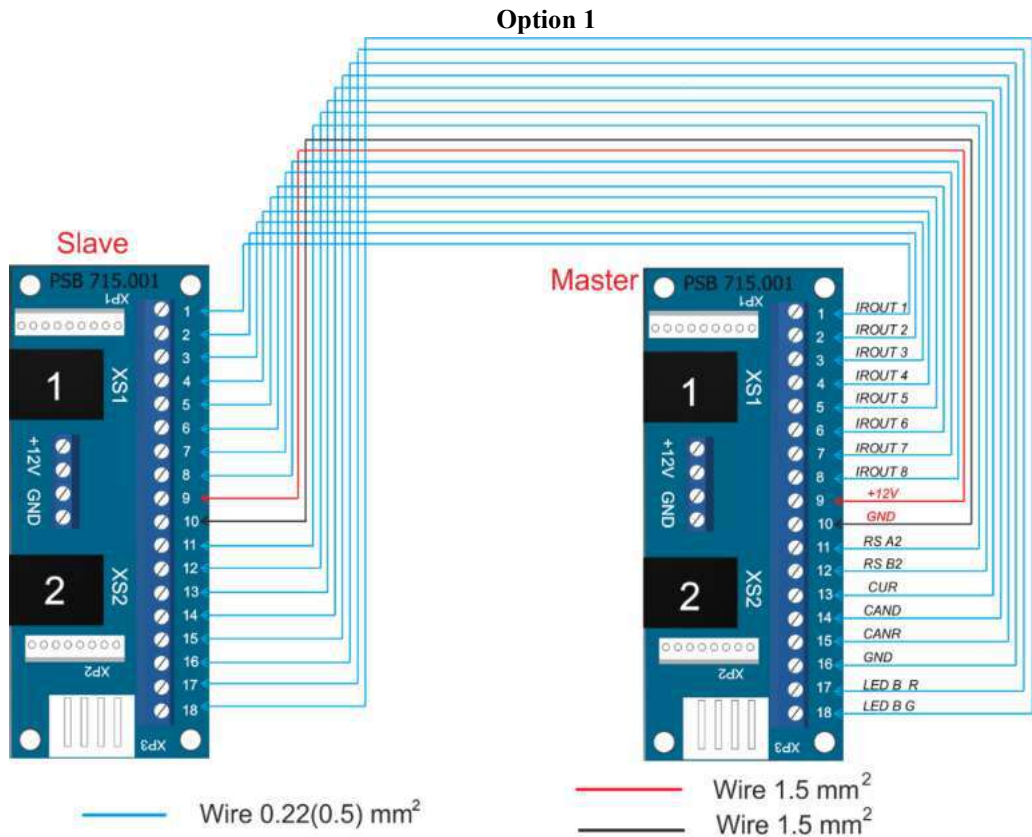 Option 1
Slave
PSB 715.001
XP1
1
2
3
4
5
6
7
8
9
10
11
12
13
14
15
16
17
18
1
XS1
+12V
GND
2
XS2
XP2
XP3
Master
PSB 715.001
XP1
1 IROUT 1
2 IROUT 2
3 IROUT 3
4 IROUT 4
5 IROUT 5
6 IROUT 6
7 IROUT 7
8 IROUT 8
9 +12V
10 GND
11 RS A2
12 RS B2
13 CUR
14 CAND
15 CANR
16 GND
17 LED B R
18 LED B G
1
XS1
+12V
GND
2
XS2
XP2
XP3
Wire 0.22(0.5) mm²
Wire 1.5 mm²
Wire 1.5 mm²